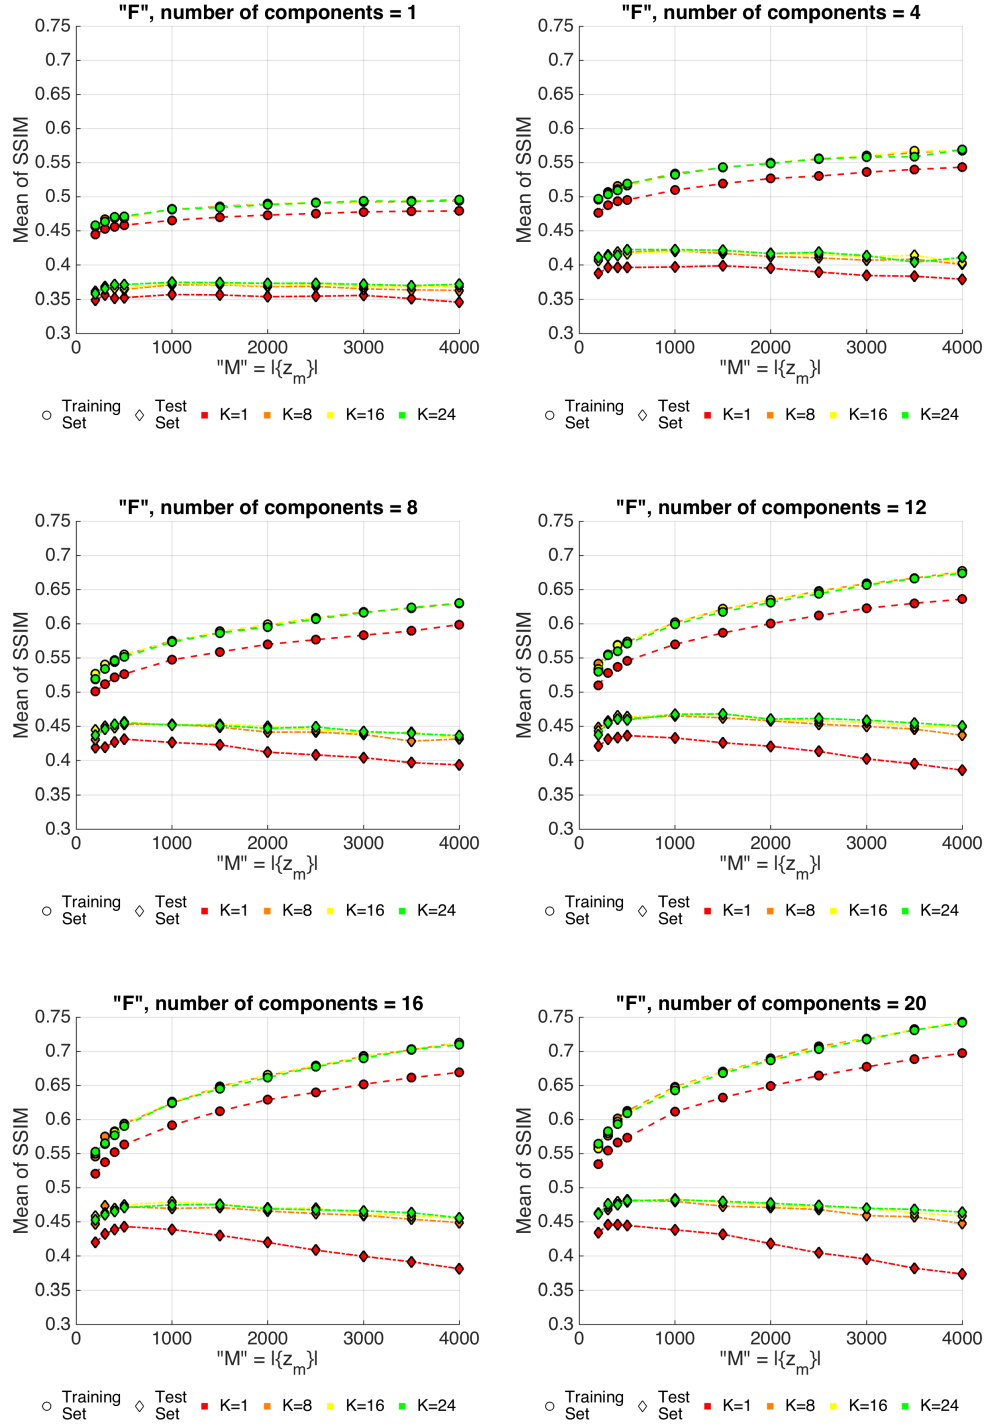 "F", number of components = 1
0.75
0.7
0.65
0.6
0.55
0.5
0.45
0.4
0.35
0.3
Mean of SSIM
0 1000 2000 3000 4000
"M" = |{z_m}|
Training Set Test Set K=1 K=8 K=16 K=24
"F", number of components = 4
0.75
0.7
0.65
0.6
0.55
0.5
0.45
0.4
0.35
0.3
Mean of SSIM
0 1000 2000 3000 4000
"M" = |{z_m}|
Training Set Test Set K=1 K=8 K=16 K=24
"F", number of components = 8
0.75
0.7
0.65
0.6
0.55
0.5
0.45
0.4
0.35
0.3
Mean of SSIM
0 1000 2000 3000 4000
"M" = |{z_m}|
Training Set Test Set K=1 K=8 K=16 K=24
"F", number of components = 12
0.75
0.7
0.65
0.6
0.55
0.5
0.45
0.4
0.35
0.3
Mean of SSIM
0 1000 2000 3000 4000
"M" = |{z_m}|
Training Set Test Set K=1 K=8 K=16 K=24
"F", number of components = 16
0.75
0.7
0.65
0.6
0.55
0.5
0.45
0.4
0.35
0.3
Mean of SSIM
0 1000 2000 3000 4000
"M" = |{z_m}|
Training Set Test Set K=1 K=8 K=16 K=24
"F", number of components = 20
0.75
0.7
0.65
0.6
0.55
0.5
0.45
0.4
0.35
0.3
Mean of SSIM
0 1000 2000 3000 4000
"M" = |{z_m}|
Training Set Test Set K=1 K=8 K=16 K=24